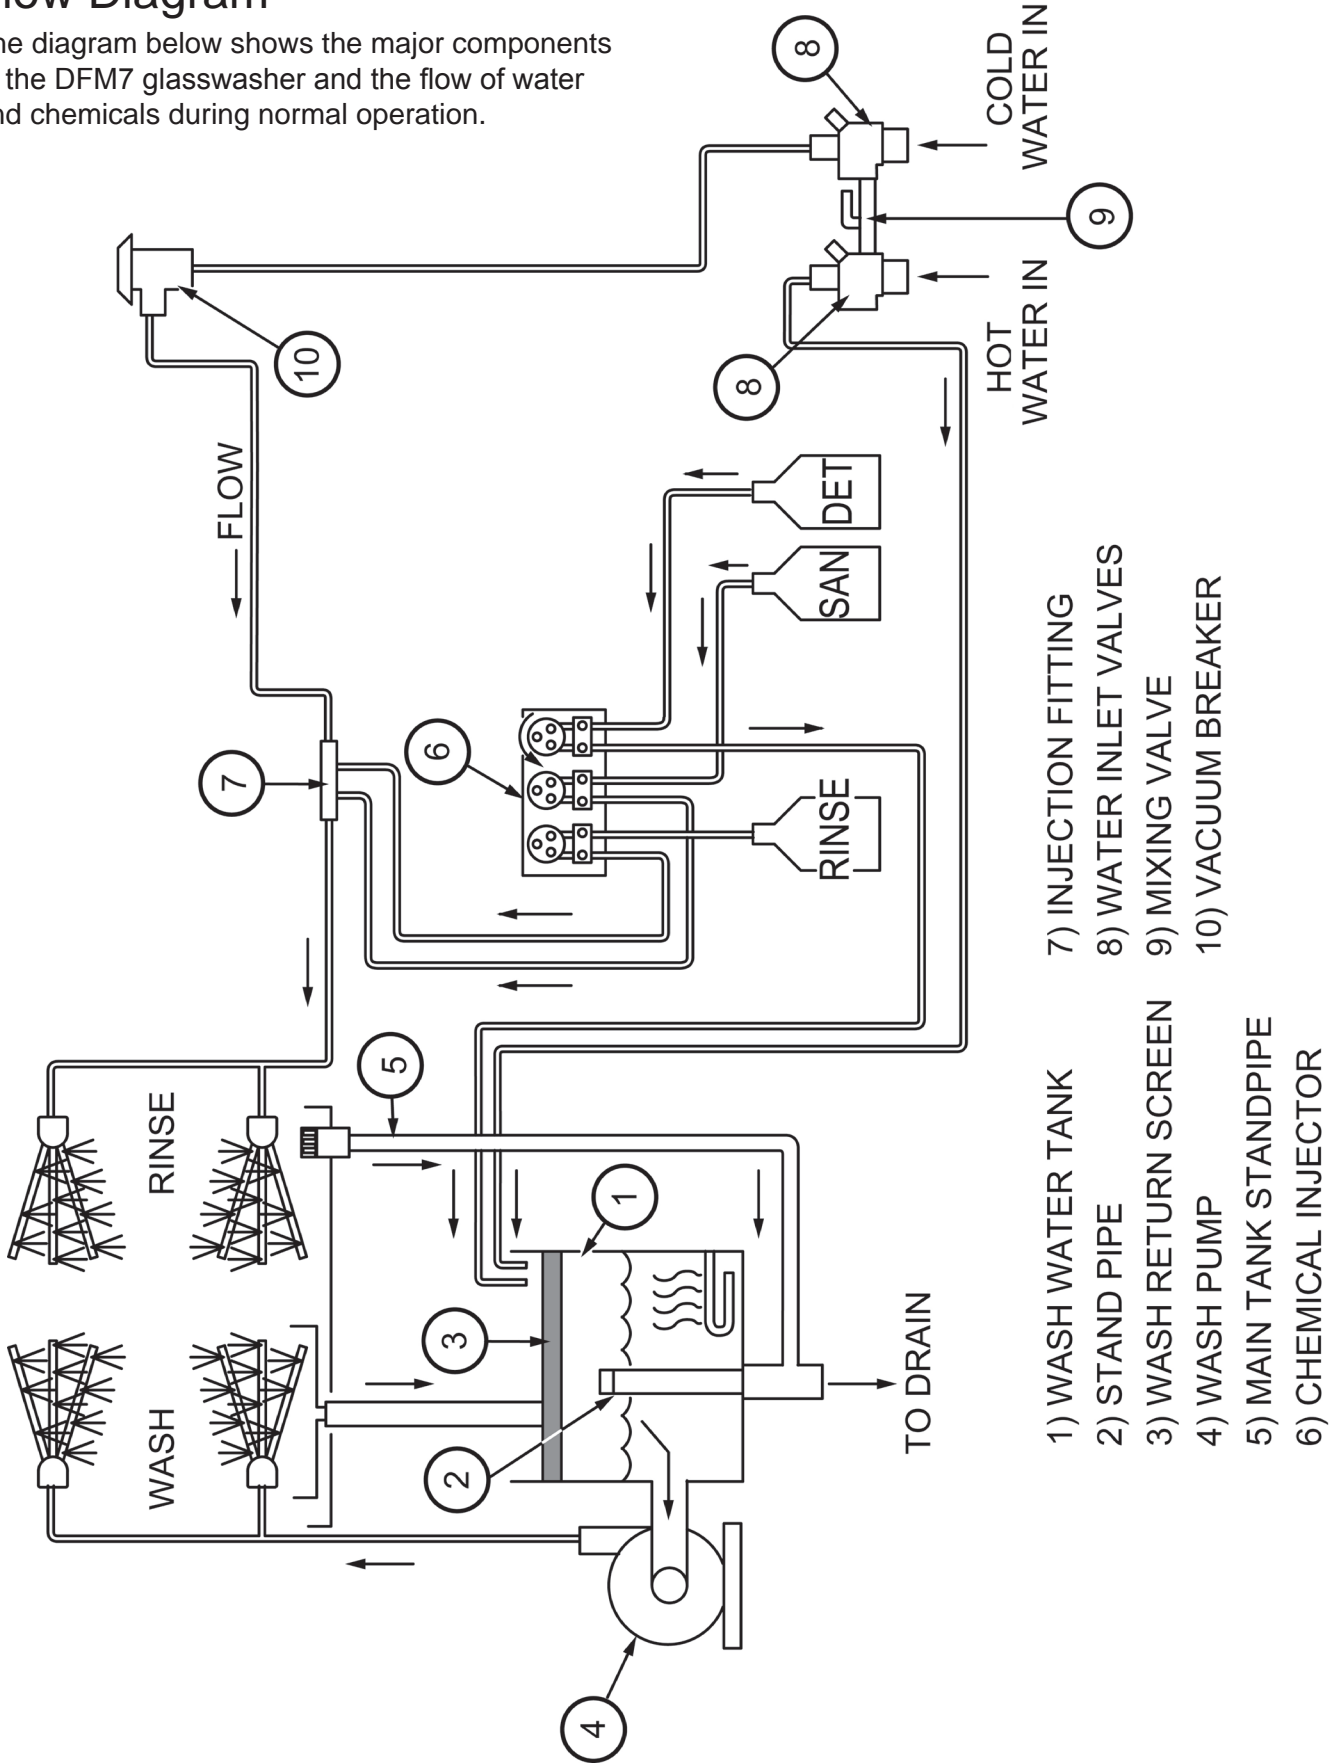 low Diagram
he diagram below shows the major components
the DFM7 glasswasher and the flow of water
nd chemicals during normal operation.
8
COLD
WATER IN
9
10
8
HOT
WATER IN
FLOW
DET
SAN
7
6
RINSE
5
RINSE
1
3
WASH
2
TO DRAIN
4
1) WASH WATER TANK
2) STAND PIPE
3) WASH RETURN SCREEN
4) WASH PUMP
5) MAIN TANK STANDPIPE
6) CHEMICAL INJECTOR
7) INJECTION FITTING
8) WATER INLET VALVES
9) MIXING VALVE
10) VACUUM BREAKER